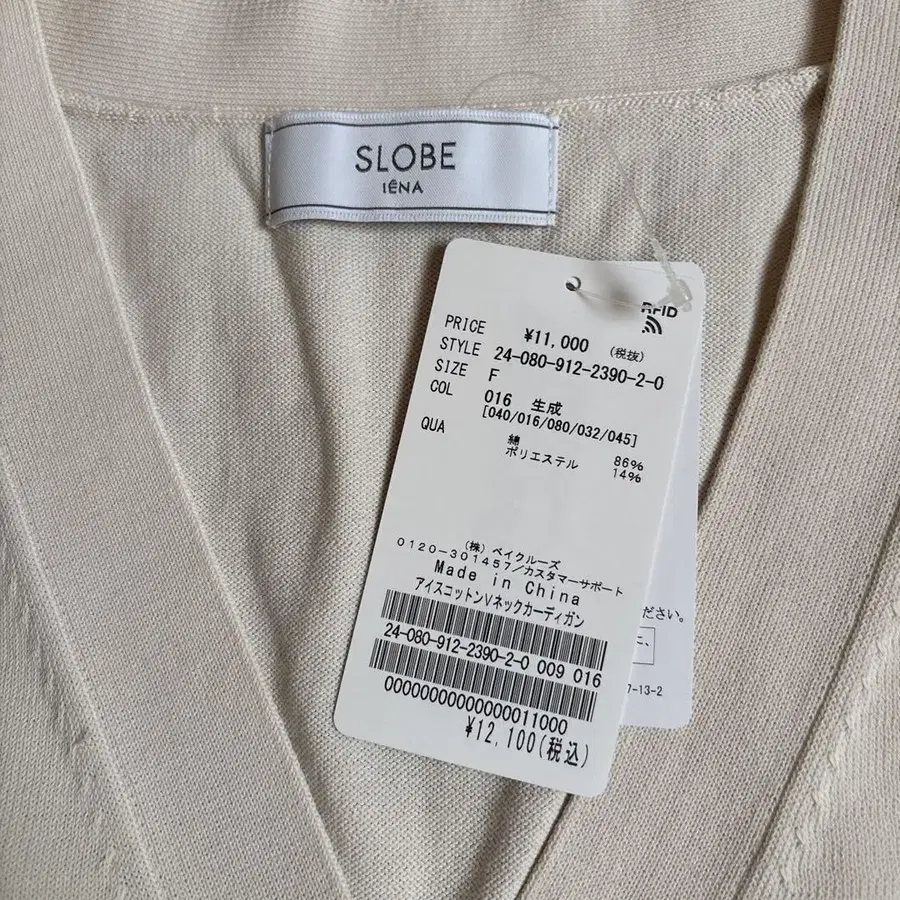 SLOBE
IÉNA
RFID
PRICE ¥11,000 (税抜)
STYLE 24-080-912-2390-2-0
SIZE F
COL 016 生成
[040/016/080/032/045]
QUA 綿 86%
ポリエステル 14%
(株)ベイクルーズ
0120-301457/カスタマーサポート
Made in China
アイスコットンVネックカーディガン
24-080-912-2390-2-0 009 016
00000000000000011000
¥12,100(税込)
ださい。
7-13-2